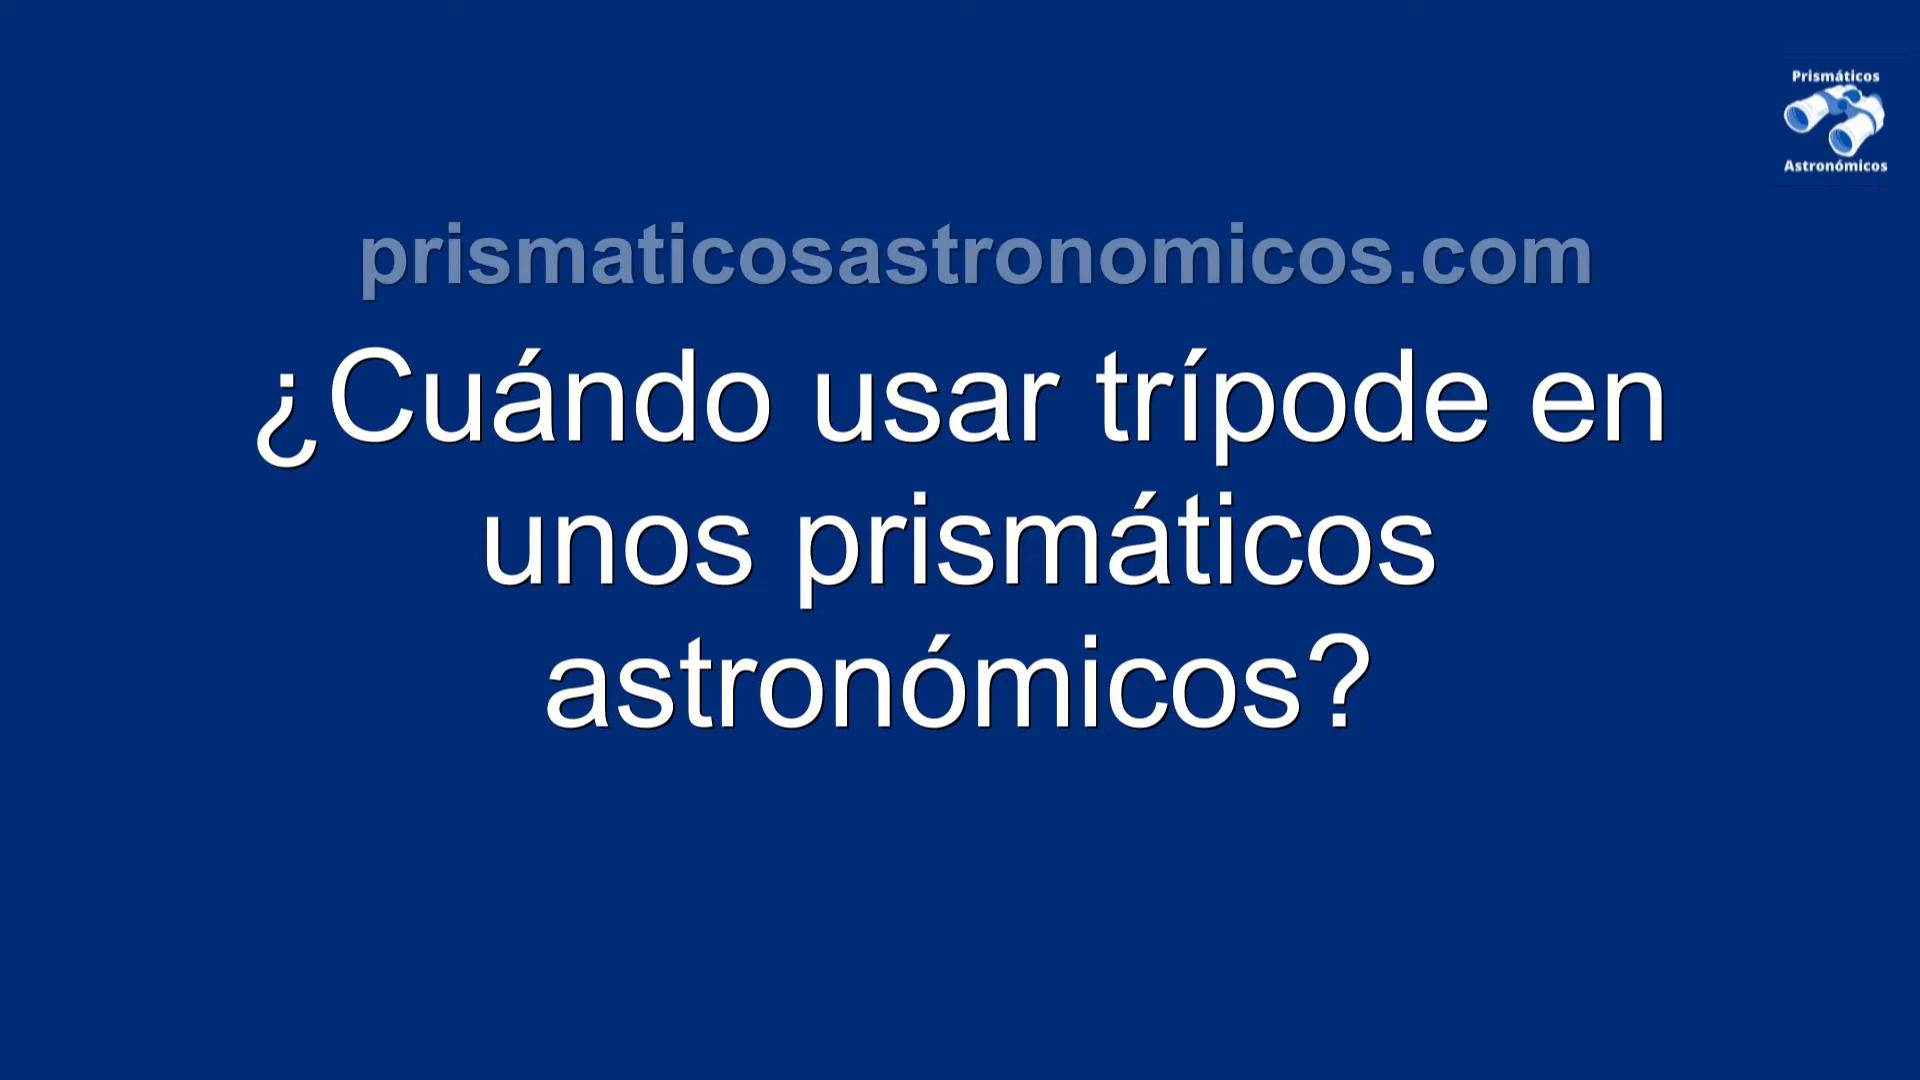 Prismáticos
Astronómicos
prismaticosastronomicos.com
¿Cuándo usar trípode en
unos prismáticos
astronómicos?